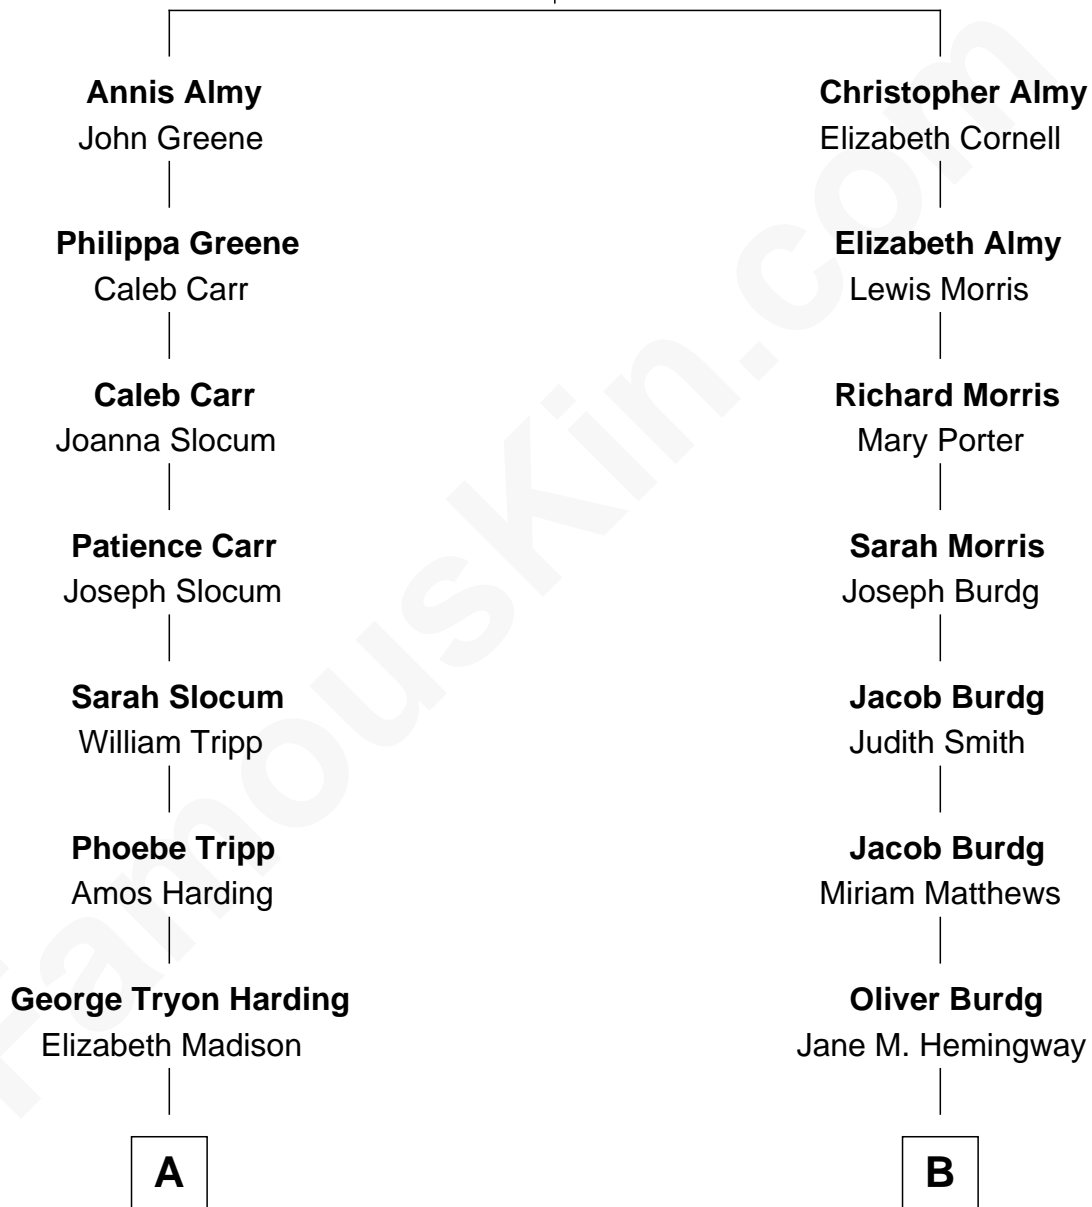 Annis Almy
John Greene
Philippa Greene
Caleb Carr
Caleb Carr
Joanna Slocum
Patience Carr
Joseph Slocum
Sarah Slocum
William Tripp
Phoebe Tripp
Amos Harding
George Tryon Harding
Elizabeth Madison
A
Christopher Almy
Elizabeth Cornell
Elizabeth Almy
Lewis Morris
Richard Morris
Mary Porter
Sarah Morris
Joseph Burdg
Jacob Burdg
Judith Smith
Jacob Burdg
Miriam Matthews
Oliver Burdg
Jane M. Hemingway
B
FamousKin.com